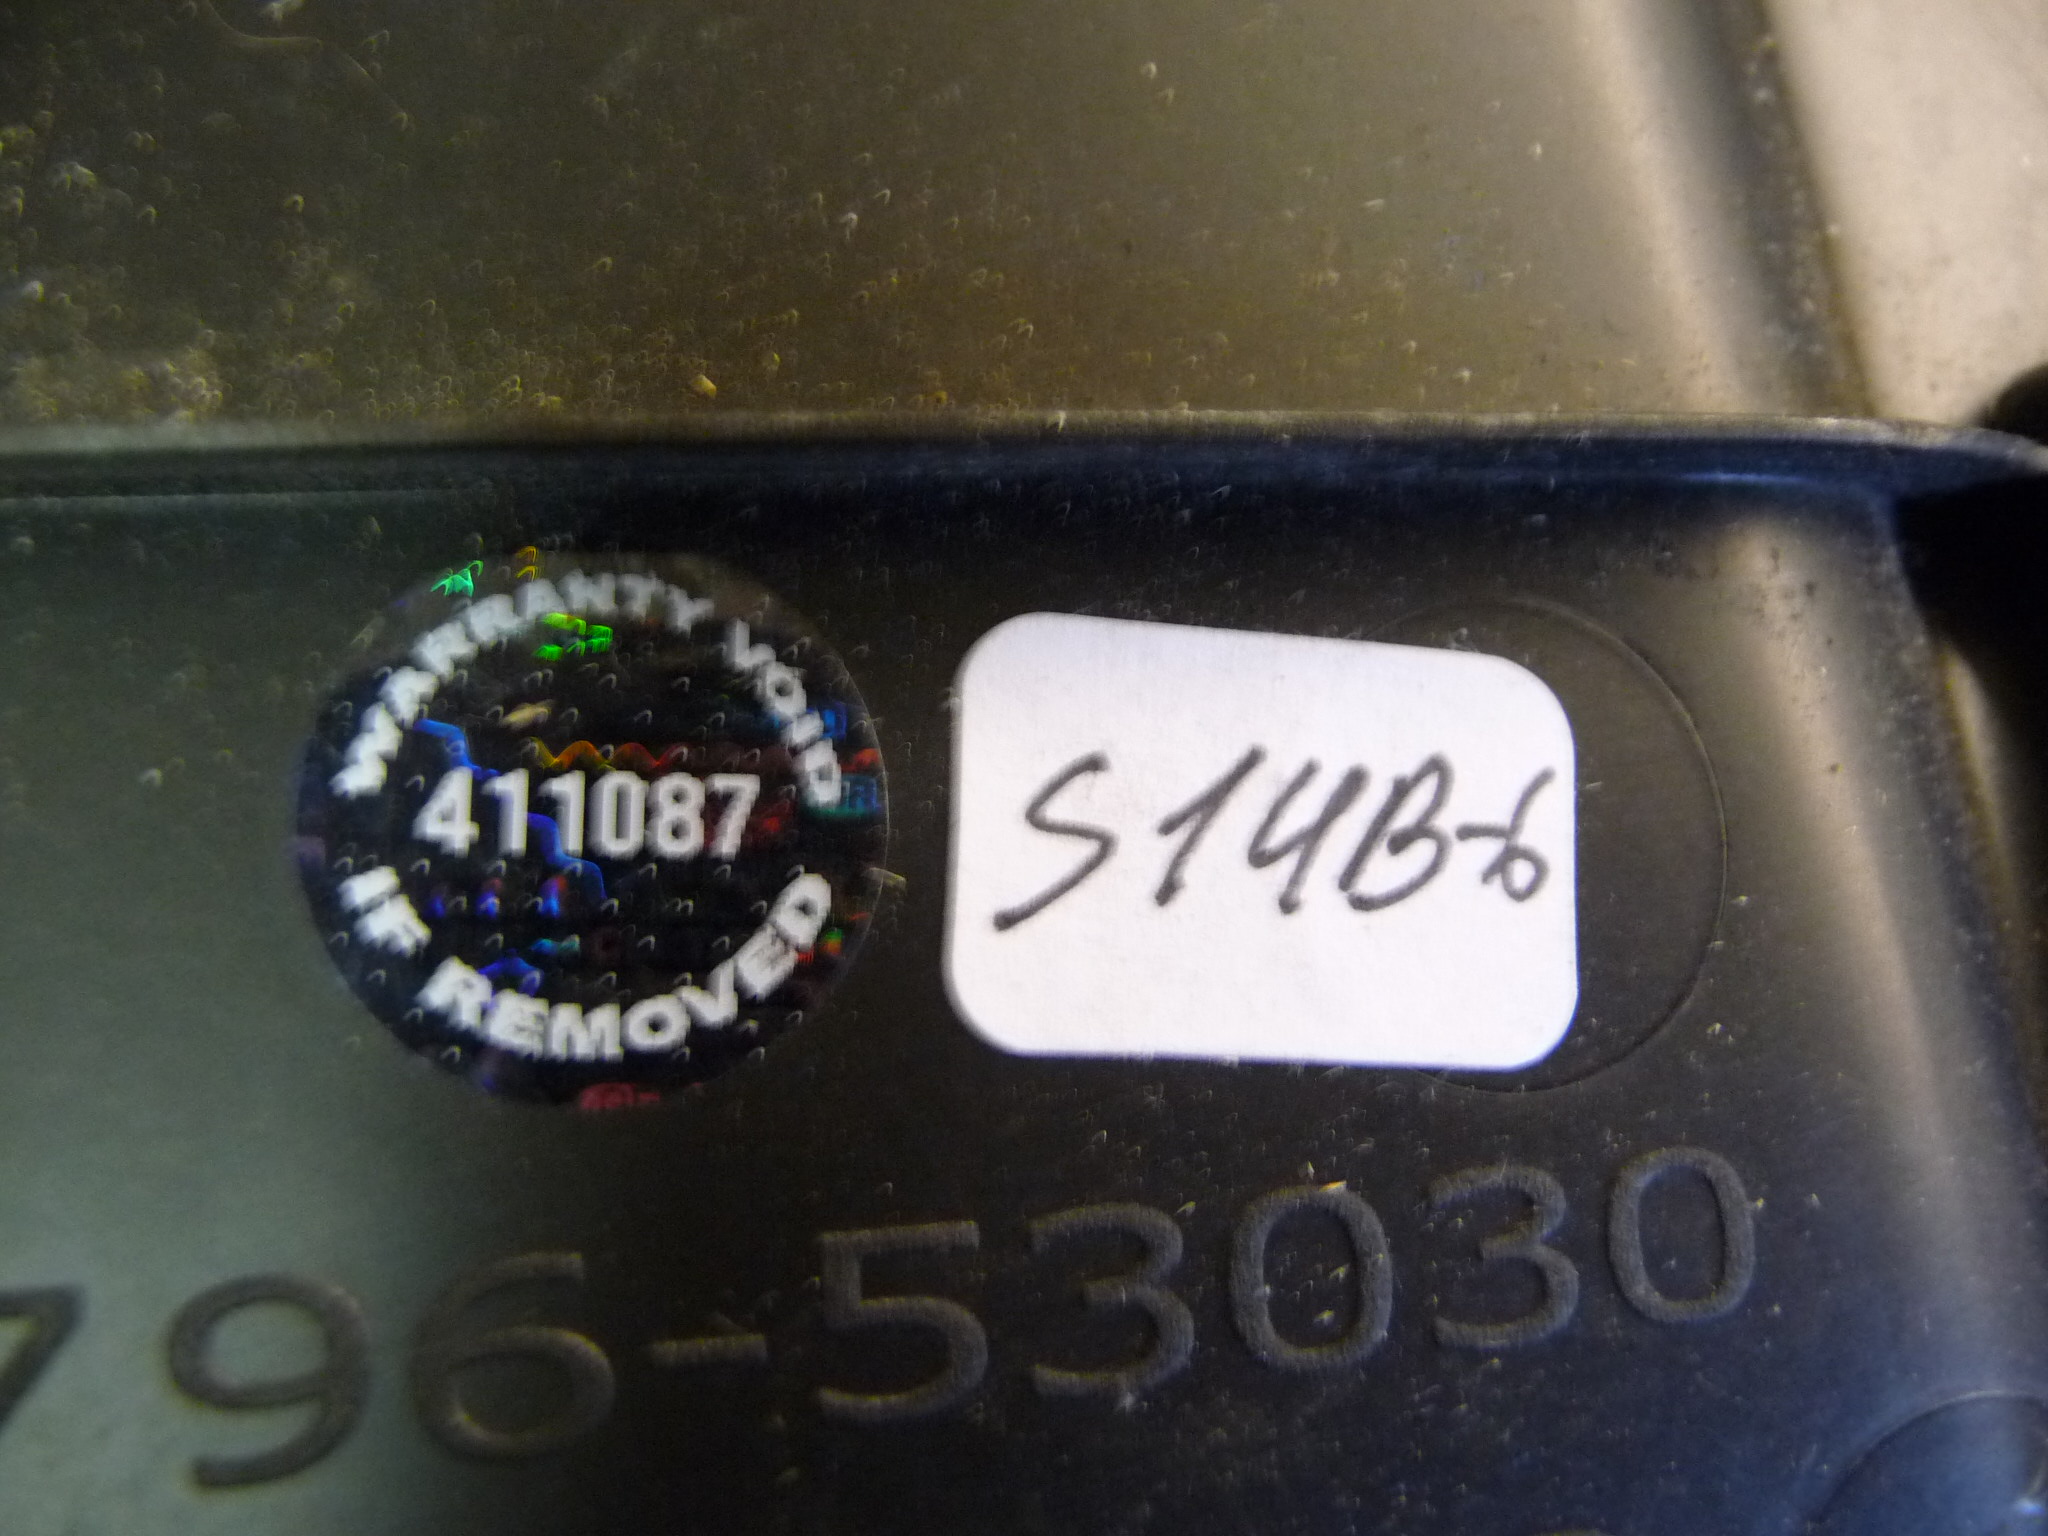 WARRANTY VOID
411087
IF REMOVED
S14B-6
796-53030